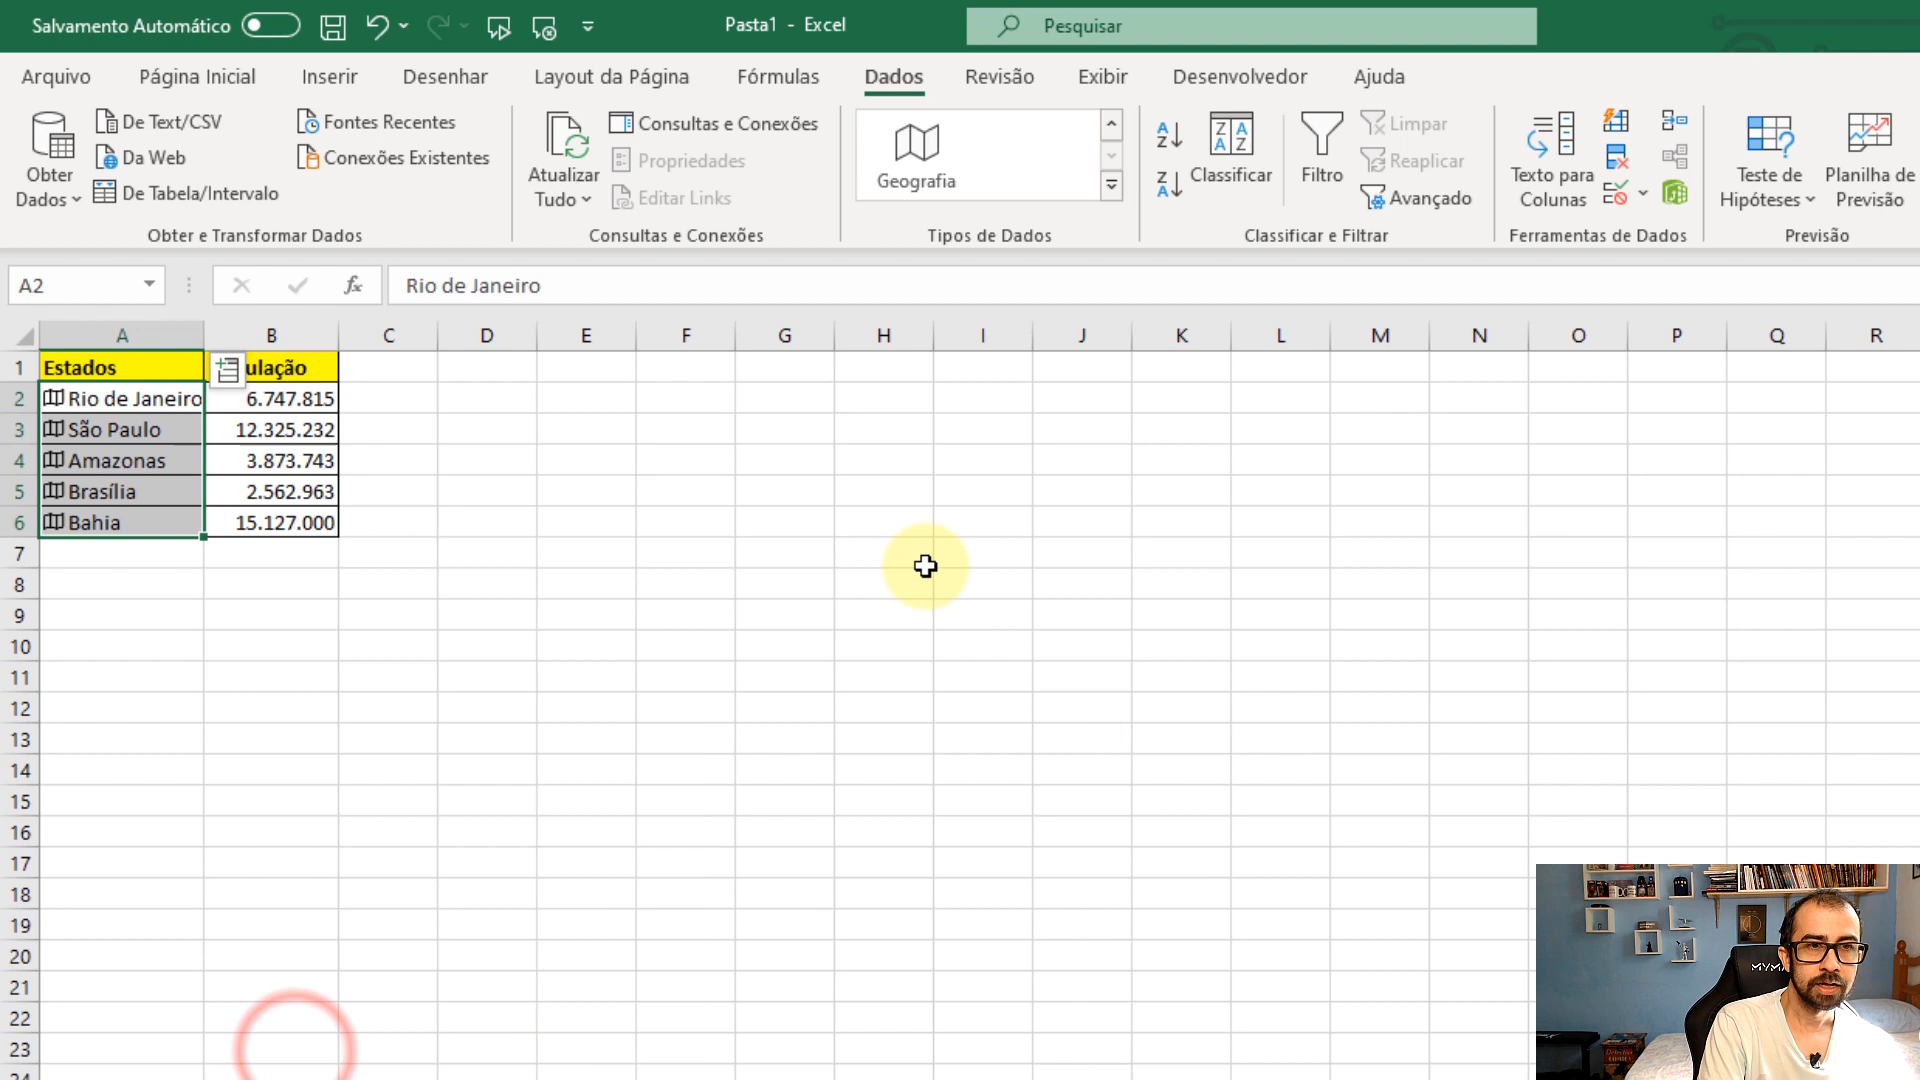 Salvamento Automático
Pasta1 - Excel
Pesquisar
Arquivo Página Inicial Inserir Desenhar Layout da Página Fórmulas Dados Revisão Exibir Desenvolvedor Ajuda
Obter Dados
De Text/CSV
Da Web
De Tabela/Intervalo
Fontes Recentes
Conexões Existentes
Obter e Transformar Dados
Atualizar Tudo
Consultas e Conexões
Propriedades
Editar Links
Consultas e Conexões
Geografia
Tipos de Dados
Classificar
Filtro
Limpar
Reaplicar
Avançado
Classificar e Filtrar
Texto para Colunas
Ferramentas de Dados
Teste de Hipóteses
Planilha de Previsão
Previsão
A2
fx
Rio de Janeiro
A B C D E F G H I J K L M N O P Q R
1 Estados ulação
2 Rio de Janeiro 6.747.815
3 São Paulo 12.325.232
4 Amazonas 3.873.743
5 Brasília 2.562.963
6 Bahia 15.127.000
7
8
9
10
11
12
13
14
15
16
17
18
19
20
21
22
23
24